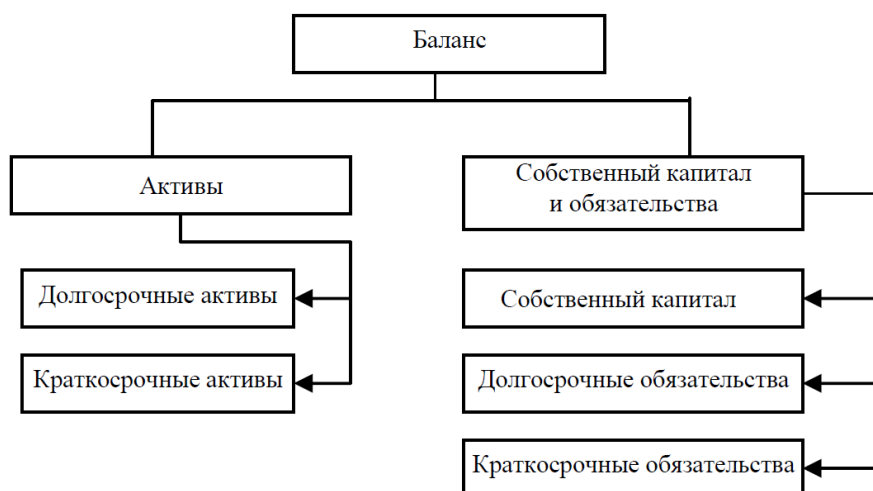 Баланс
Активы
Собственный капитал
и обязательства
Долгосрочные активы
Собственный капитал
Краткосрочные активы
Долгосрочные обязательства
Краткосрочные обязательства